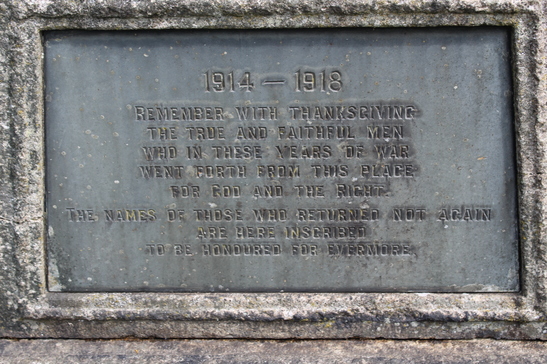 1914 — 1918
REMEMBER WITH THANKSGIVING
THE TRUE AND FAITHFUL MEN
WHO IN THESE YEARS OF WAR
WENT FORTH FROM THIS PLACE
FOR GOD AND THE RIGHT.
THE NAMES OF THOSE WHO RETURNED NOT AGAIN
ARE HERE INSCRIBED
TO BE HONOURED FOR EVERMORE.